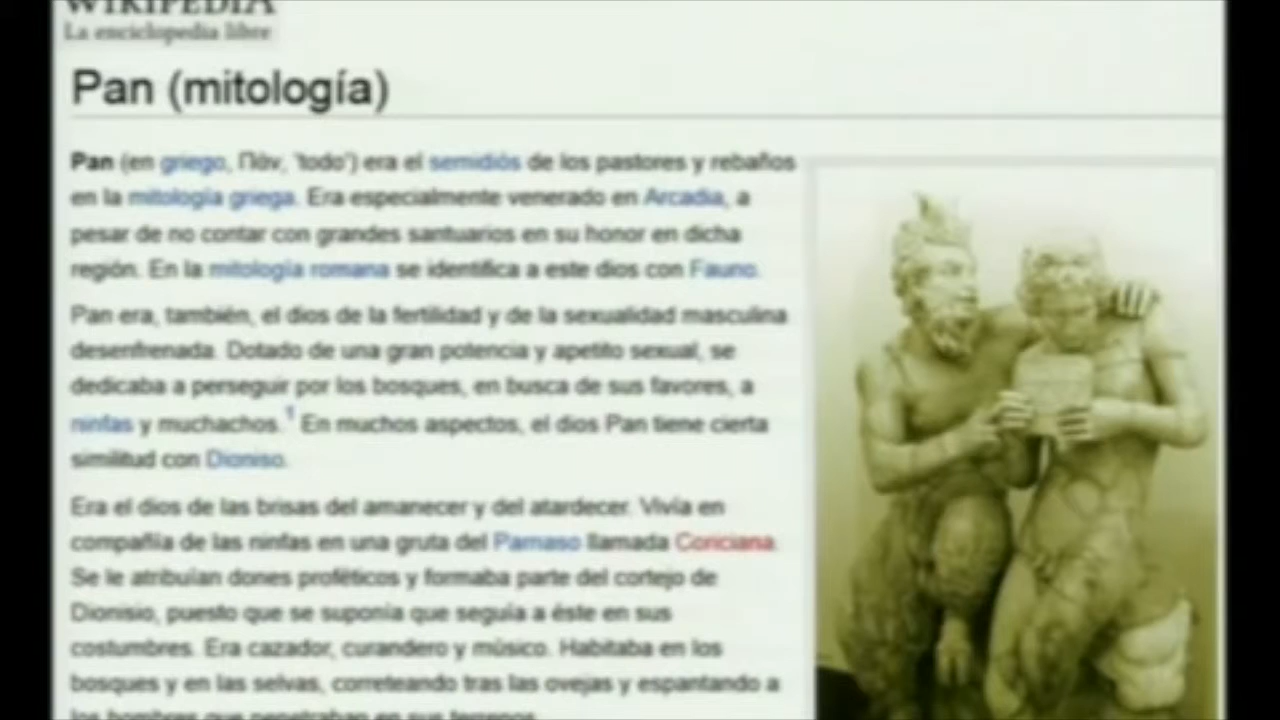 WIKIPEDIA
La enciclopedia libre
Pan (mitología)
Pan (en griego, Πάν, 'todo') era el semidiós de los pastores y rebaños
en la mitología griega. Era especialmente venerado en Arcadia, a
pesar de no contar con grandes santuarios en su honor en dicha
región. En la mitología romana se identifica a este dios con Fauno.
Pan era, también, el dios de la fertilidad y de la sexualidad masculina
desenfrenada. Dotado de una gran potencia y apetito sexual, se
dedicaba a perseguir por los bosques, en busca de sus favores, a
ninfas y muchachos.1 En muchos aspectos, el dios Pan tiene cierta
similitud con Dioniso.
Era el dios de las brisas del amanecer y del atardecer. Vivía en
compañía de las ninfas en una gruta del Parnaso llamada Coriciana.
Se le atribuían dones proféticos y formaba parte del cortejo de
Dionisio, puesto que se suponía que seguía a éste en sus
costumbres. Era cazador, curandero y músico. Habitaba en los
bosques y en las selvas, correteando tras las ovejas y espantando a
los hombres que penetraban en sus terrenos.